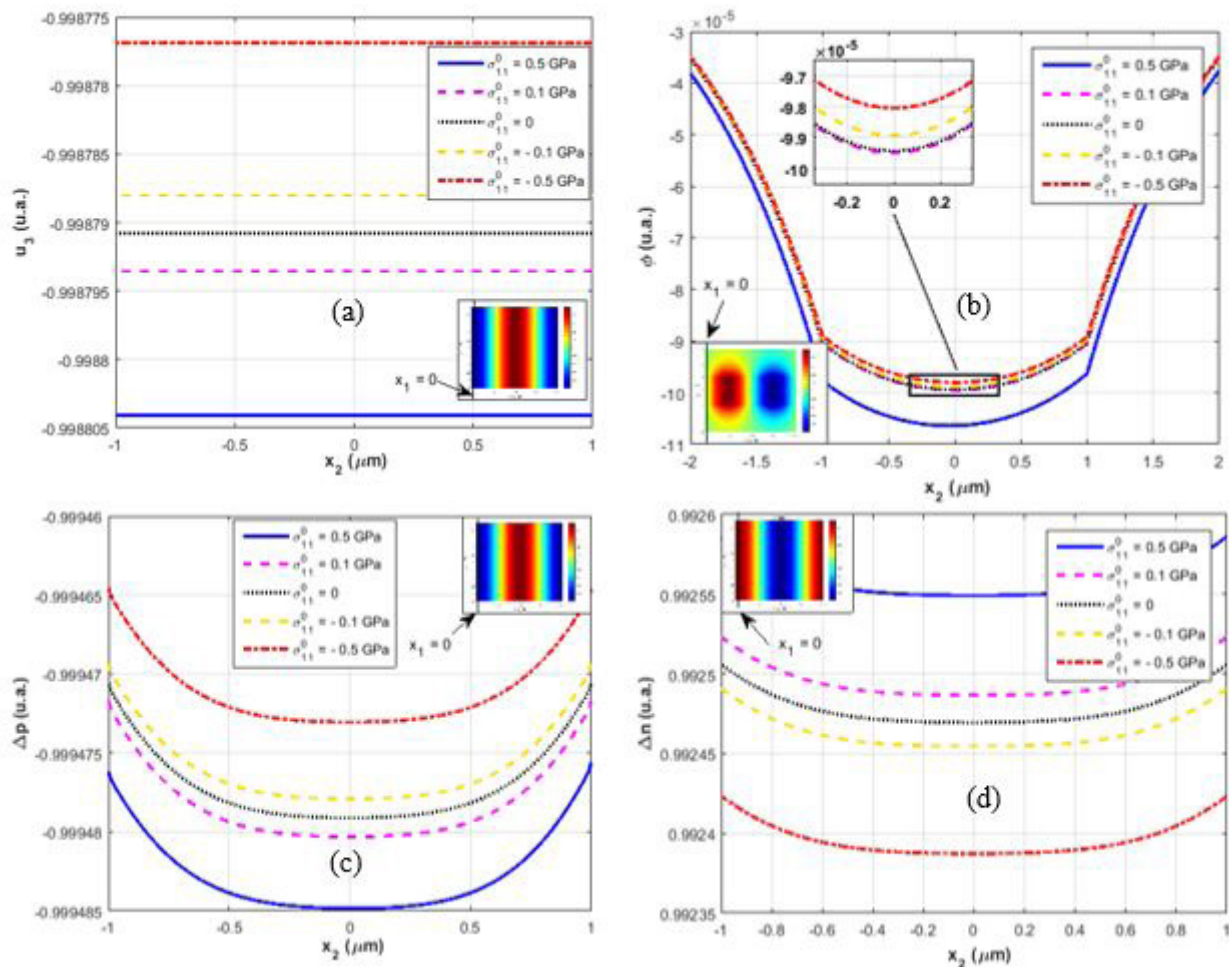 -0.998775
-0.99878
-0.998785
-0.99879
-0.998795
-0.9988
-0.998805
u3 (u.a.)
σ⁰11 = 0.5 GPa
σ⁰11 = 0.1 GPa
σ⁰11 = 0
σ⁰11 = - 0.1 GPa
σ⁰11 = - 0.5 GPa
(a)
x1 = 0
-1 -0.5 0 0.5 1
x2 (μm)
×10-5
-3
-4
-5
-6
-7
-8
-9
-10
-11
ϕ (u.a.)
×10-5
-9.7
-9.8
-9.9
-10
-0.2 0 0.2
σ⁰11 = 0.5 GPa
σ⁰11 = 0.1 GPa
σ⁰11 = 0
σ⁰11 = - 0.1 GPa
σ⁰11 = - 0.5 GPa
x1 = 0
(b)
-2 -1.5 -1 -0.5 0 0.5 1 1.5 2
x2 (μm)
-0.99946
-0.999465
-0.99947
-0.999475
-0.99948
-0.999485
Δp (u.a.)
σ⁰11 = 0.5 GPa
σ⁰11 = 0.1 GPa
σ⁰11 = 0
σ⁰11 = - 0.1 GPa
σ⁰11 = - 0.5 GPa
x1 = 0
(c)
-1 -0.5 0 0.5 1
x2 (μm)
0.9926
0.99255
0.9925
0.99245
0.9924
0.99235
Δn (u.a.)
x1 = 0
σ⁰11 = 0.5 GPa
σ⁰11 = 0.1 GPa
σ⁰11 = 0
σ⁰11 = - 0.1 GPa
σ⁰11 = - 0.5 GPa
(d)
-1 -0.8 -0.6 -0.4 -0.2 0 0.2 0.4 0.6 0.8 1
x2 (μm)